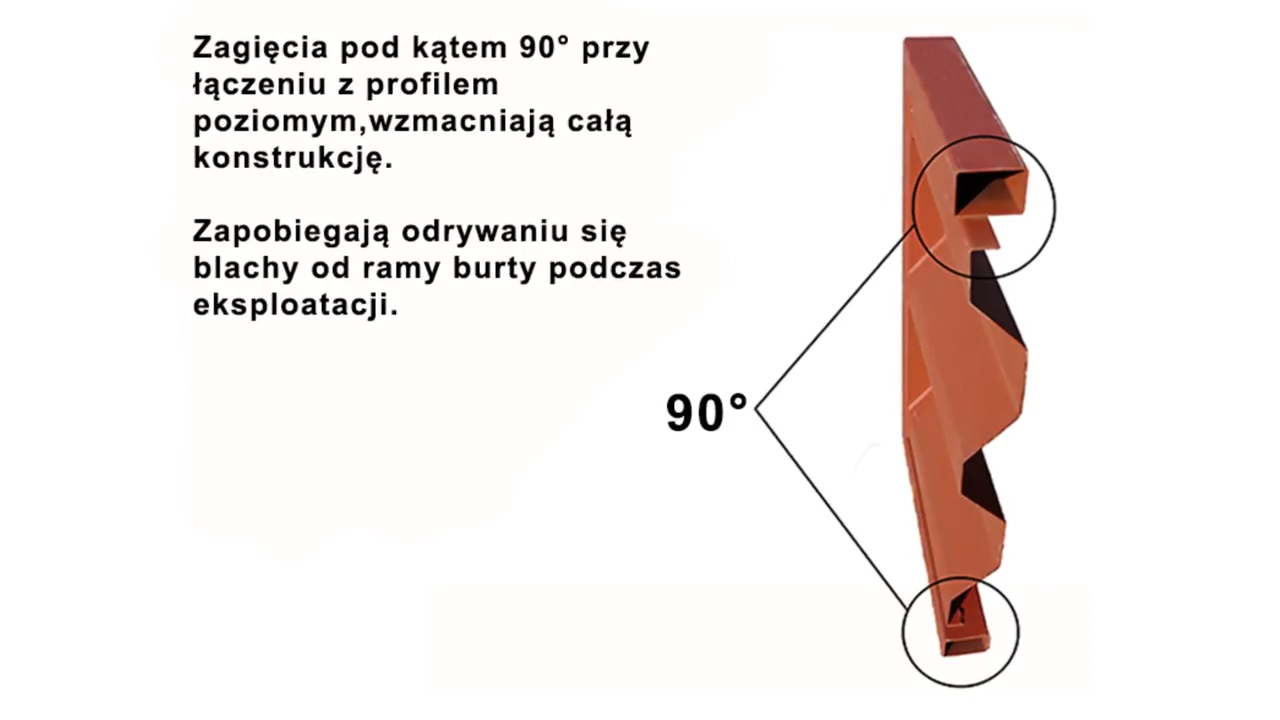 Zagięcia pod kątem 90° przy
łączeniu z profilem
poziomym,wzmacniają całą
konstrukcję.
Zapobiegają odrywaniu się
blachy od ramy burty podczas
eksploatacji.
90°